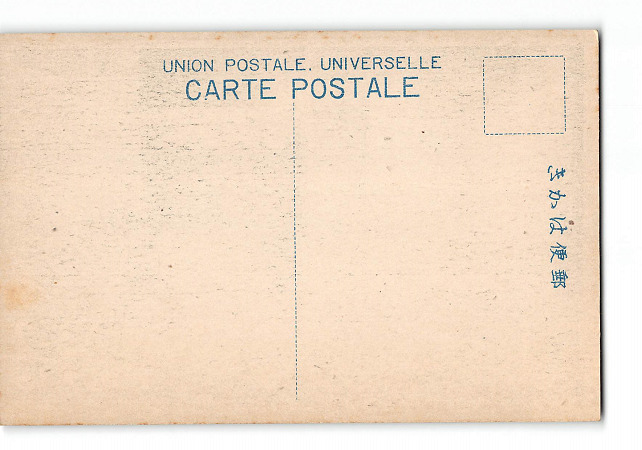 UNION POSTALE. UNIVERSELLE
CARTE POSTALE
郵便はかき